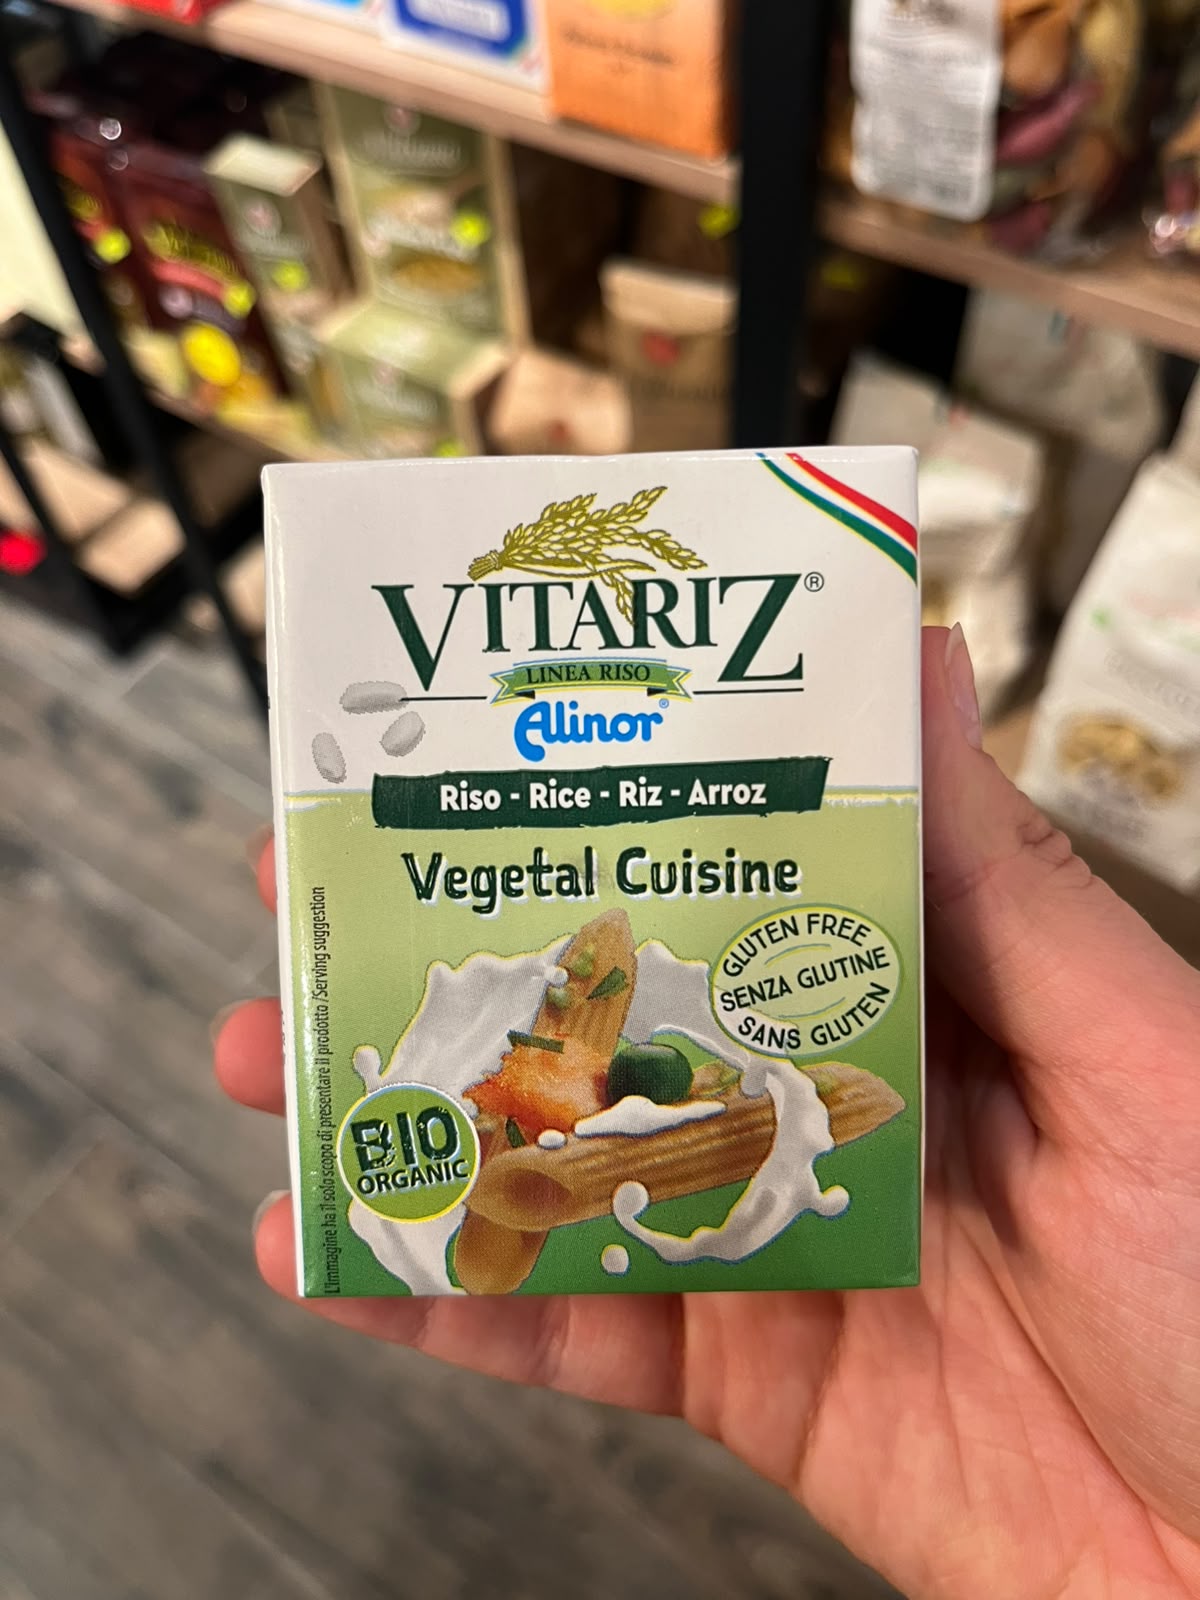 VITARIZ®
LINEA RISO
Alinor®
Riso - Rice - Riz - Arroz
Vegetal Cuisine
GLUTEN FREE
SENZA GLUTINE
SANS GLUTEN
BIO
ORGANIC
L'immagine ha il solo scopo di presentare il prodotto /Serving suggestion